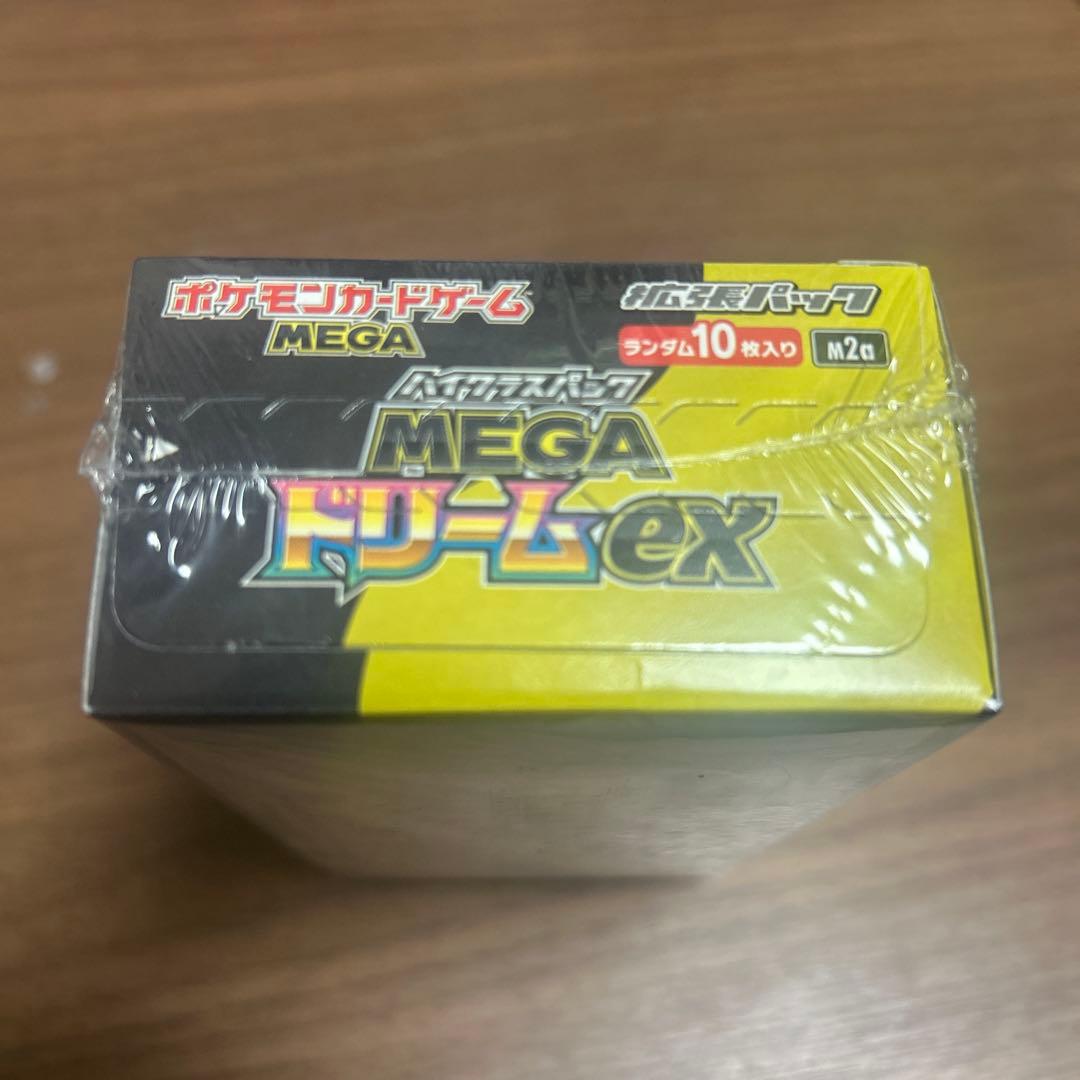 ポケモンカードゲーム
MEGA
拡張パック
ランダム10枚入り
M2a
ハイクラスパック
MEGA
ドリームex